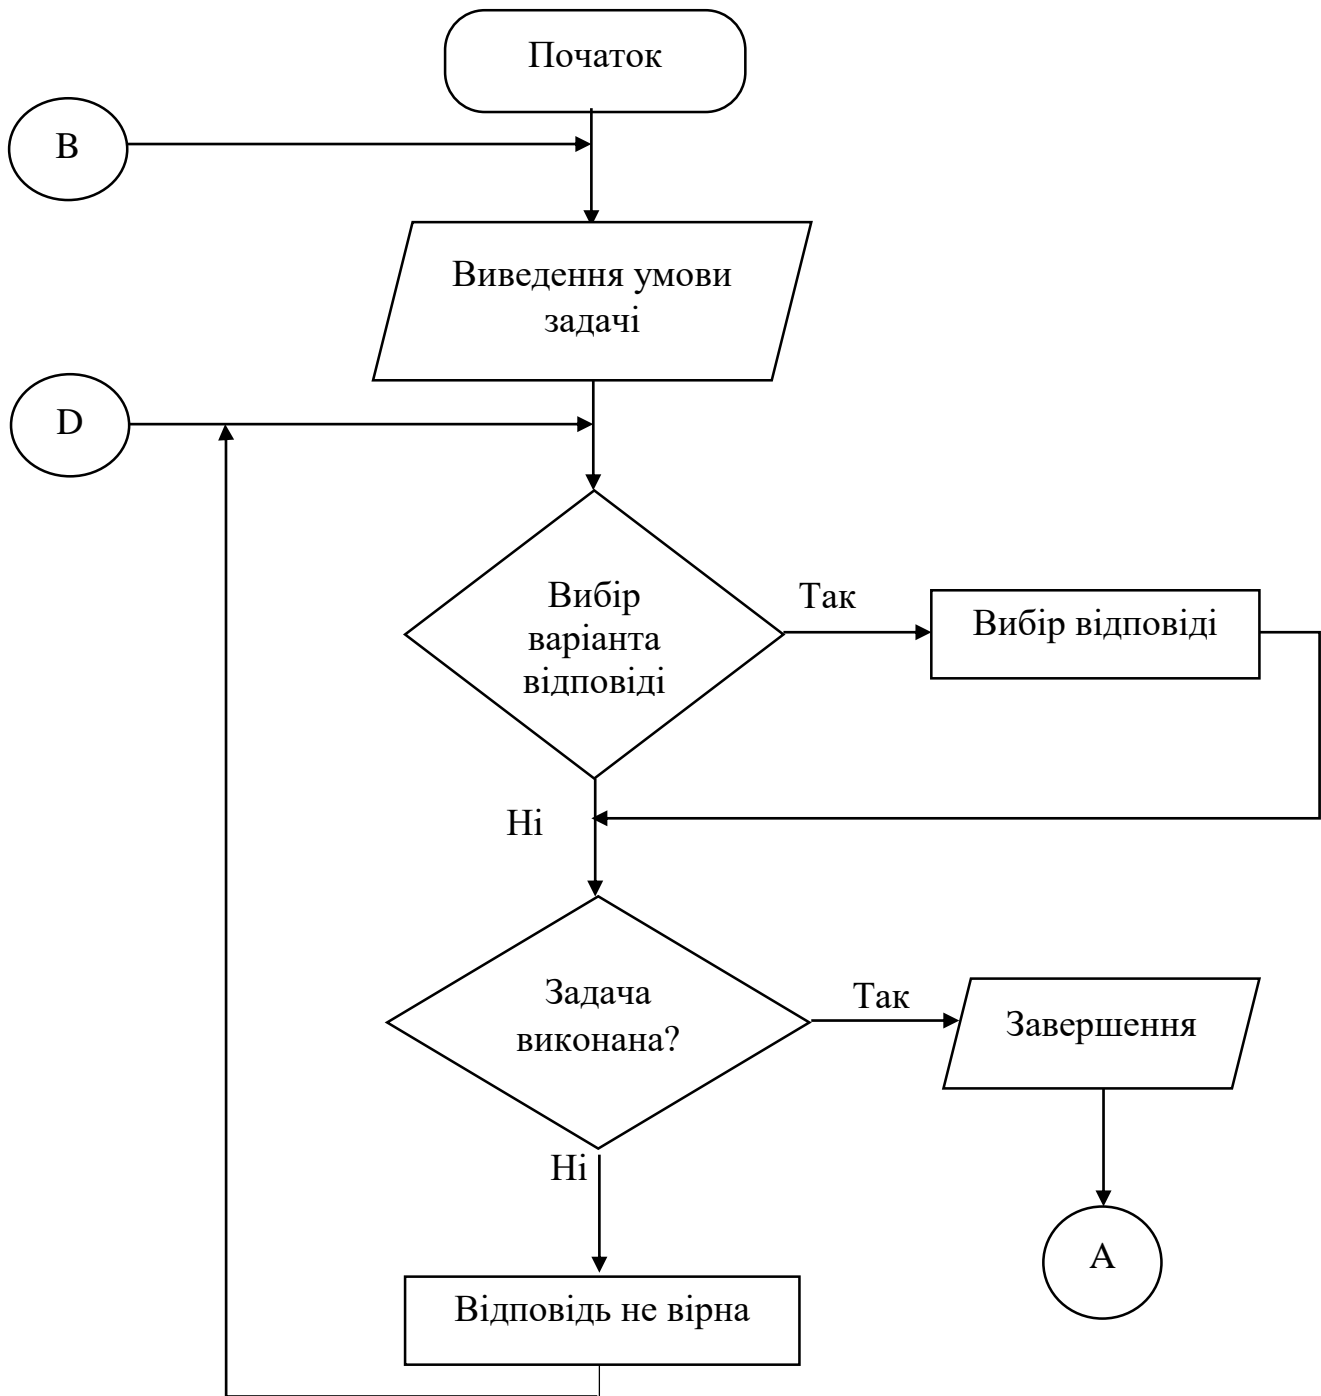 Початок
B
Виведення умови
задачі
D
Вибір
варіанта
відповіді
Так
Вибір відповіді
Ні
Задача
виконана?
Так
Завершення
Ні
A
Відповідь не вірна